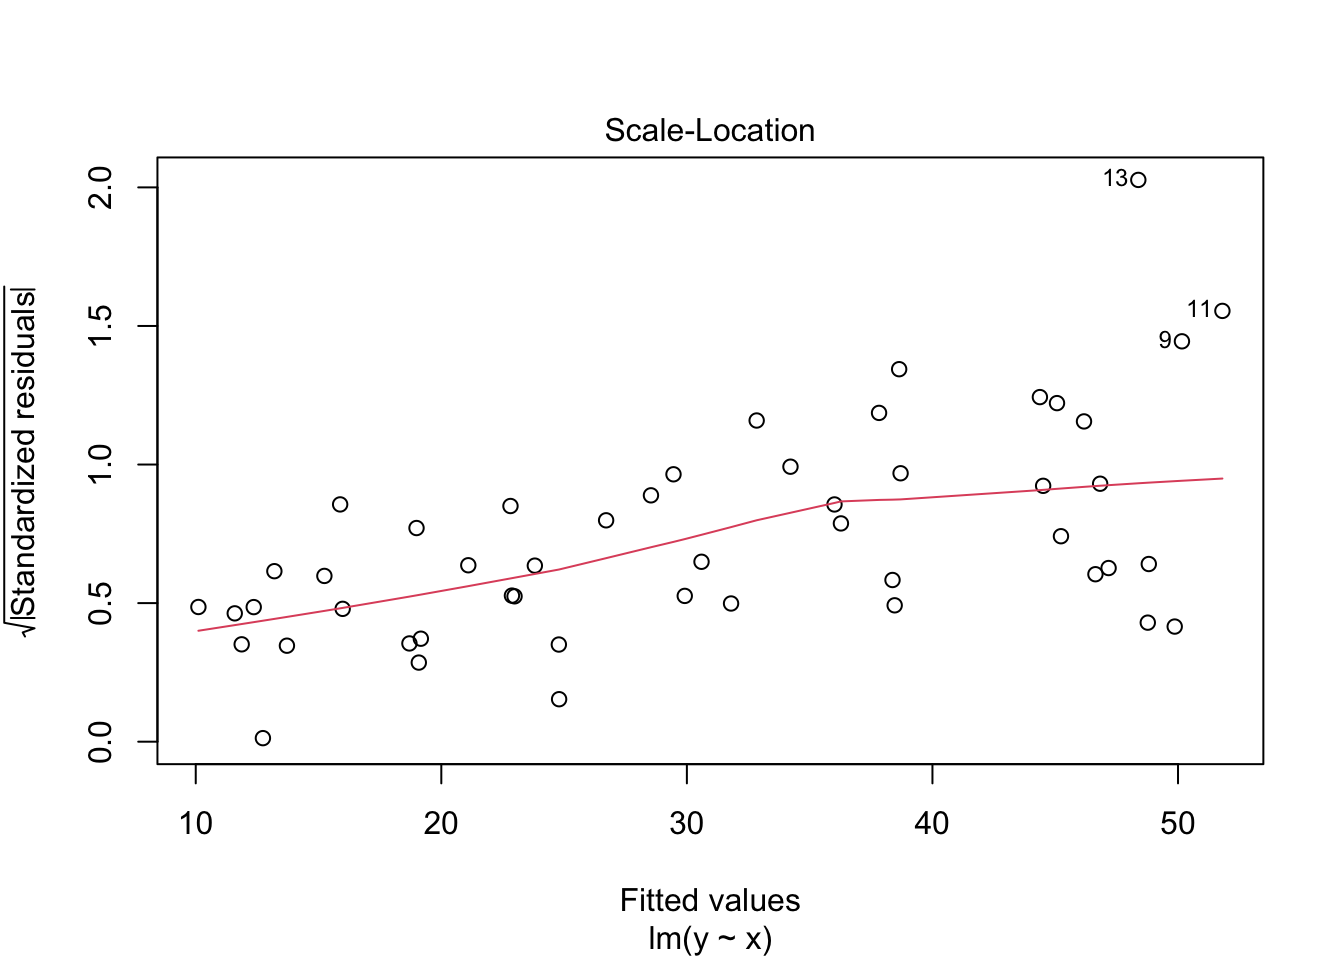 Scale-Location
√|Standardized residuals|
2.0
1.5
1.0
0.5
0.0
13
11
9
10 20 30 40 50
Fitted values
lm(y ~ x)